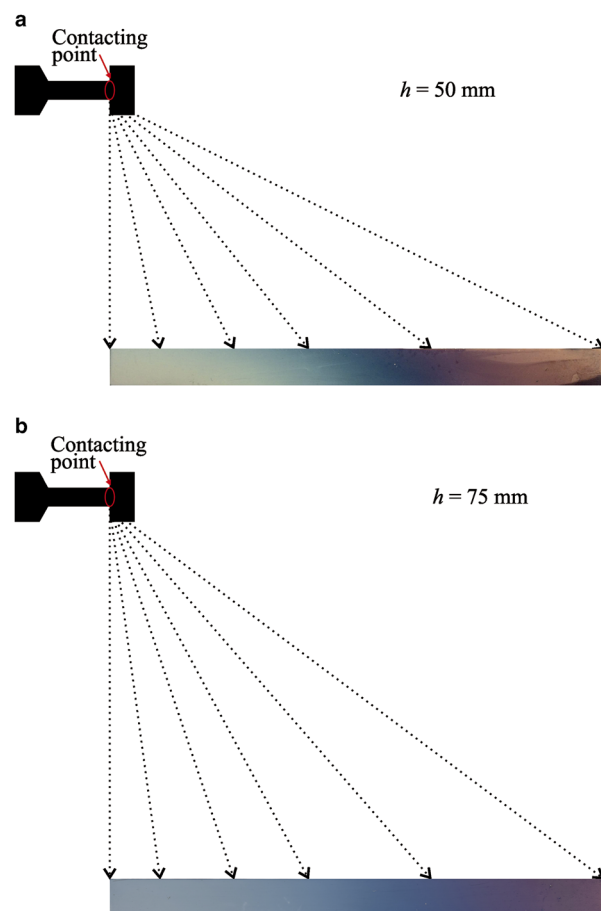 a
Contacting
point
h = 50 mm
b
Contacting
point
h = 75 mm